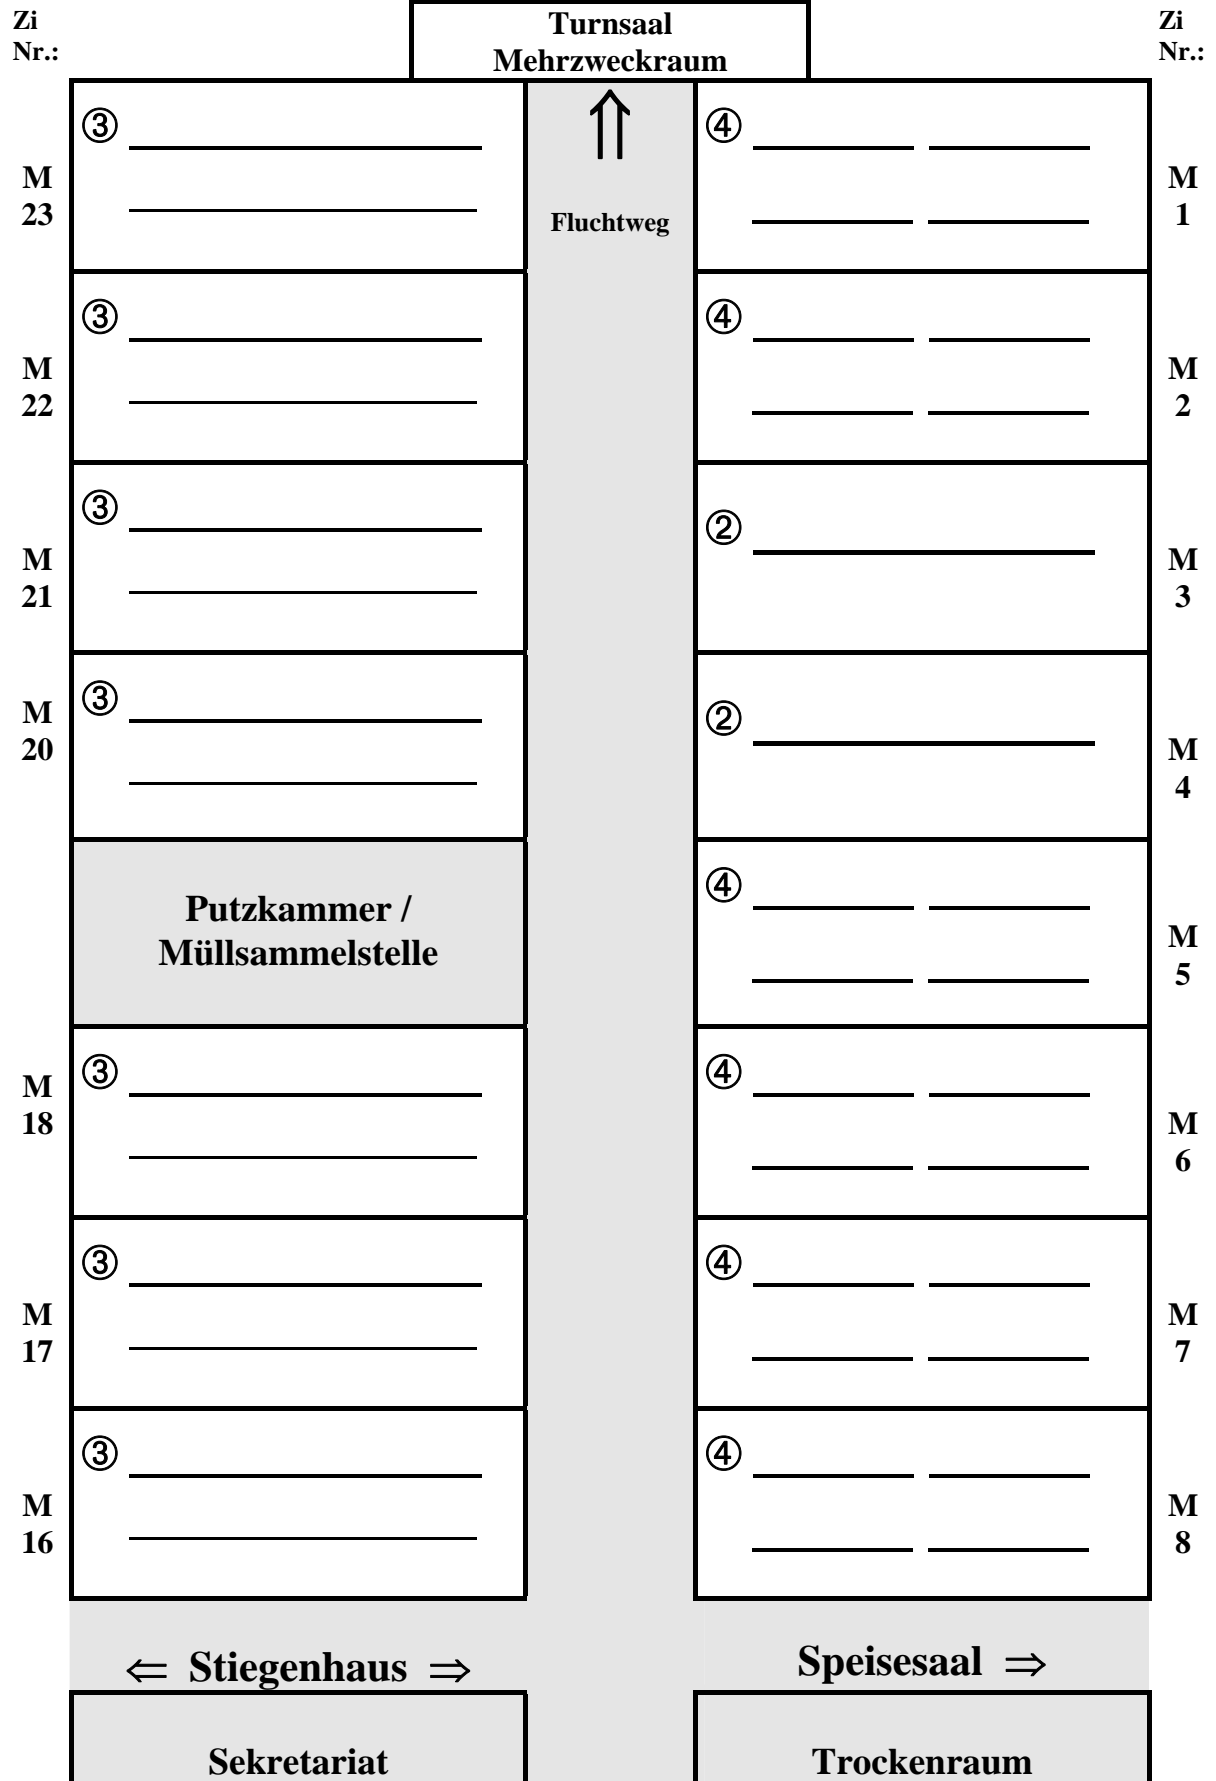 Zi
Nr.:
Turnsaal
Mehrzweckraum
Zi
Nr.:
③
⇑
④
M
23
Fluchtweg
M
1
③
④
M
22
M
2
③
②
M
21
M
3
③
②
M
20
M
4
Putzkammer /
Müllsammelstelle
④
M
5
③
④
M
18
M
6
③
④
M
17
M
7
③
④
M
16
M
8
⇐ Stiegenhaus ⇒
Speisesaal ⇒
Sekretariat
Trockenraum